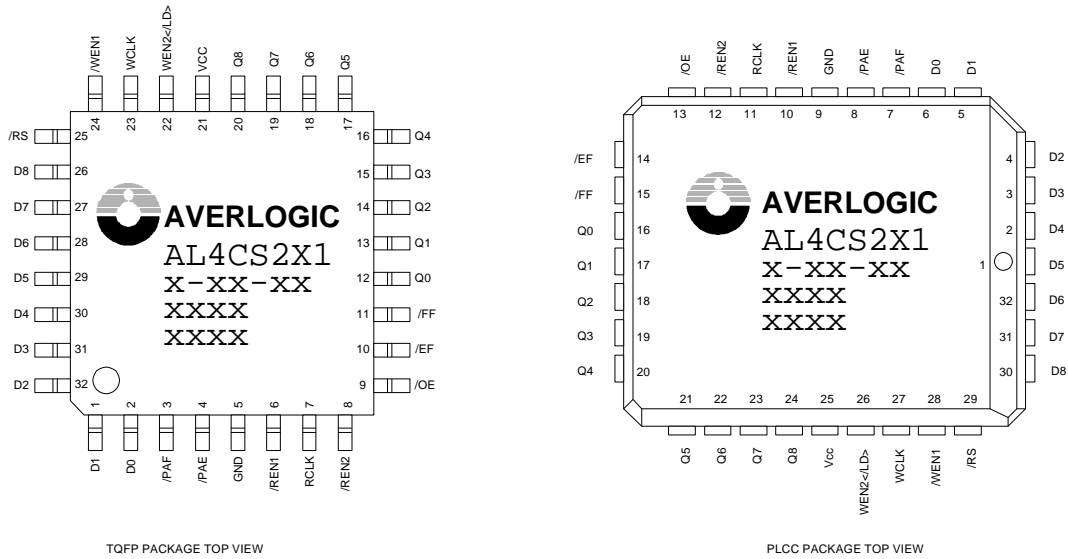 /WEN1
WCLK
WEN2</LD>
VCC
Q8
Q7
Q6
Q5
24
23
22
21
20
19
18
17
/RS 25
D8 26
D7 27
D6 28
D5 29
D4 30
D3 31
D2 32
16 Q4
15 Q3
14 Q2
13 Q1
12 Q0
11 /FF
10 /EF
9 /OE
AVERLOGIC
AL4CS2X1
X-XX-XX
XXXX
XXXX
1
2
3
4
5
6
7
8
D1
D0
/PAF
/PAE
GND
/REN1
RCLK
/REN2
TQFP PACKAGE TOP VIEW
/OE
/REN2
RCLK
/REN1
GND
/PAE
/PAF
D0
D1
13
12
11
10
9
8
7
6
5
/EF 14
/FF 15
Q0 16
Q1 17
Q2 18
Q3 19
Q4 20
4 D2
3 D3
2 D4
1 D5
32 D6
31 D7
30 D8
AVERLOGIC
AL4CS2X1
X-XX-XX
XXXX
XXXX
21
22
23
24
25
26
27
28
29
Q5
Q6
Q7
Q8
Vcc
WEN2</LD>
WCLK
/WEN1
/RS
PLCC PACKAGE TOP VIEW